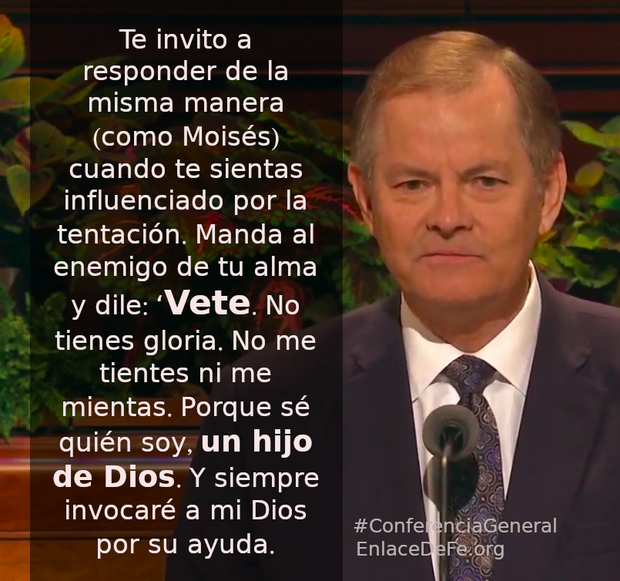 Te invito a
responder de la
misma manera
(como Moisés)
cuando te sientas
influenciado por la
tentación. Manda al
enemigo de tu alma
y dile: ‘Vete. No
tienes gloria. No me
tientes ni me
mientas. Porque sé
quién soy, un hijo
de Dios. Y siempre
invocaré a mi Dios
por su ayuda.
#ConferenciaGeneral
EnlaceDeFe.org